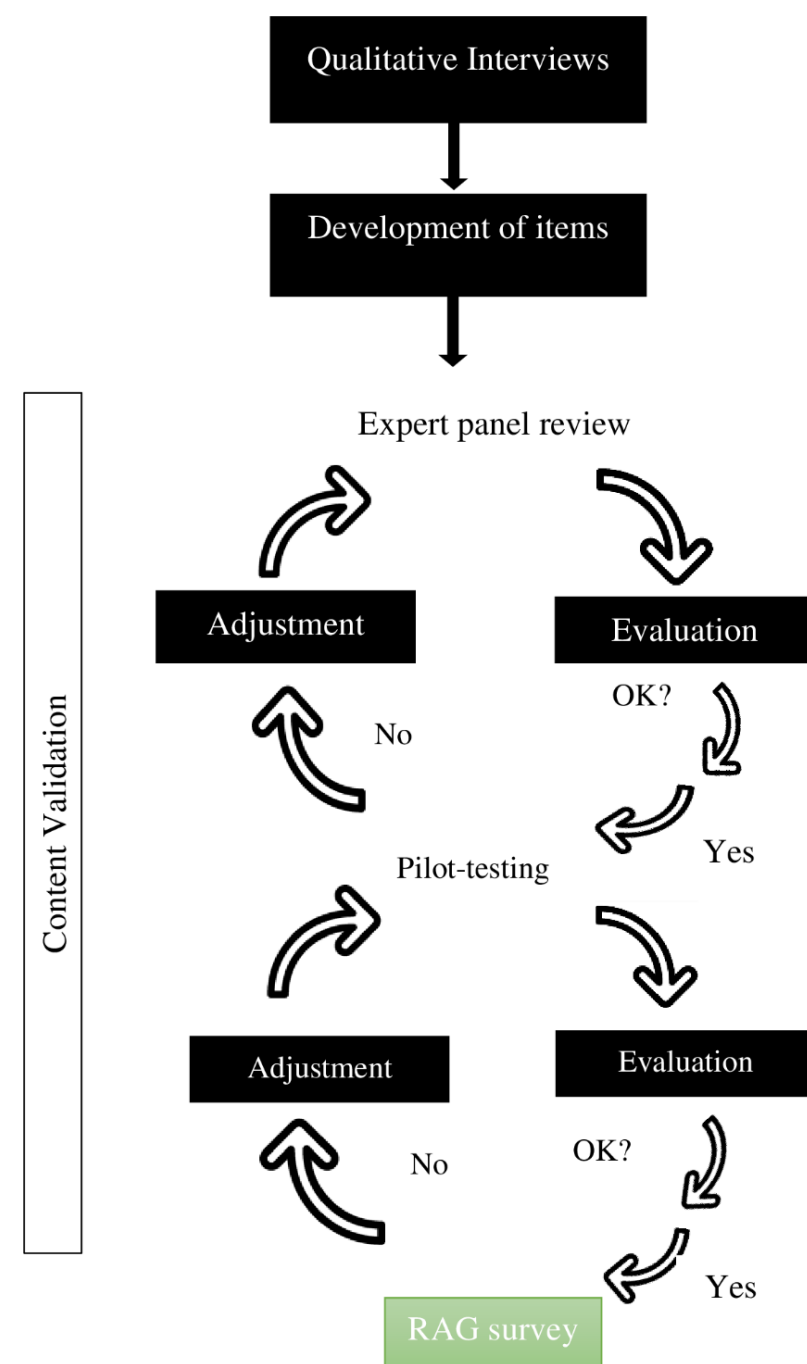 Qualitative Interviews
Development of items
Expert panel review
Adjustment
Evaluation
OK?
No
Yes
Content Validation
Pilot-testing
Adjustment
Evaluation
OK?
No
Yes
RAG survey